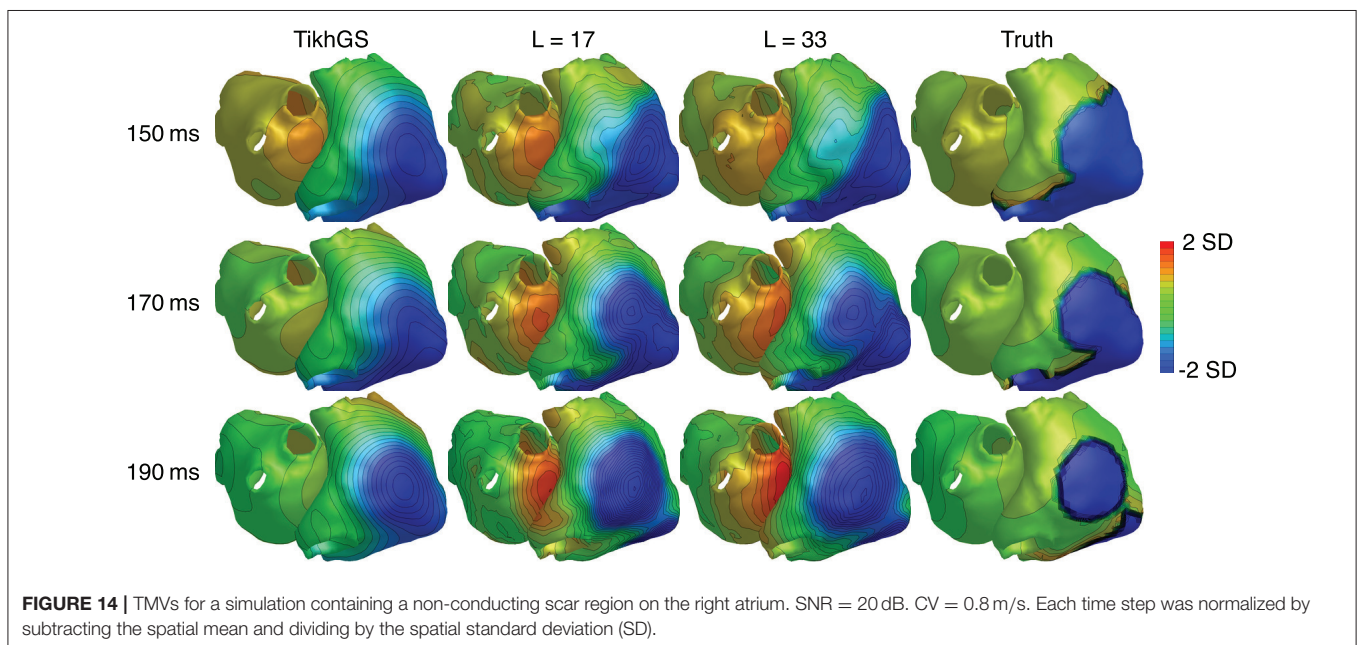 TikhGS L = 17 L = 33 Truth
150 ms
170 ms
2 SD
-2 SD
190 ms
FIGURE 14 | TMVs for a simulation containing a non-conducting scar region on the right atrium. SNR = 20 dB. CV = 0.8 m/s. Each time step was normalized by
subtracting the spatial mean and dividing by the spatial standard deviation (SD).